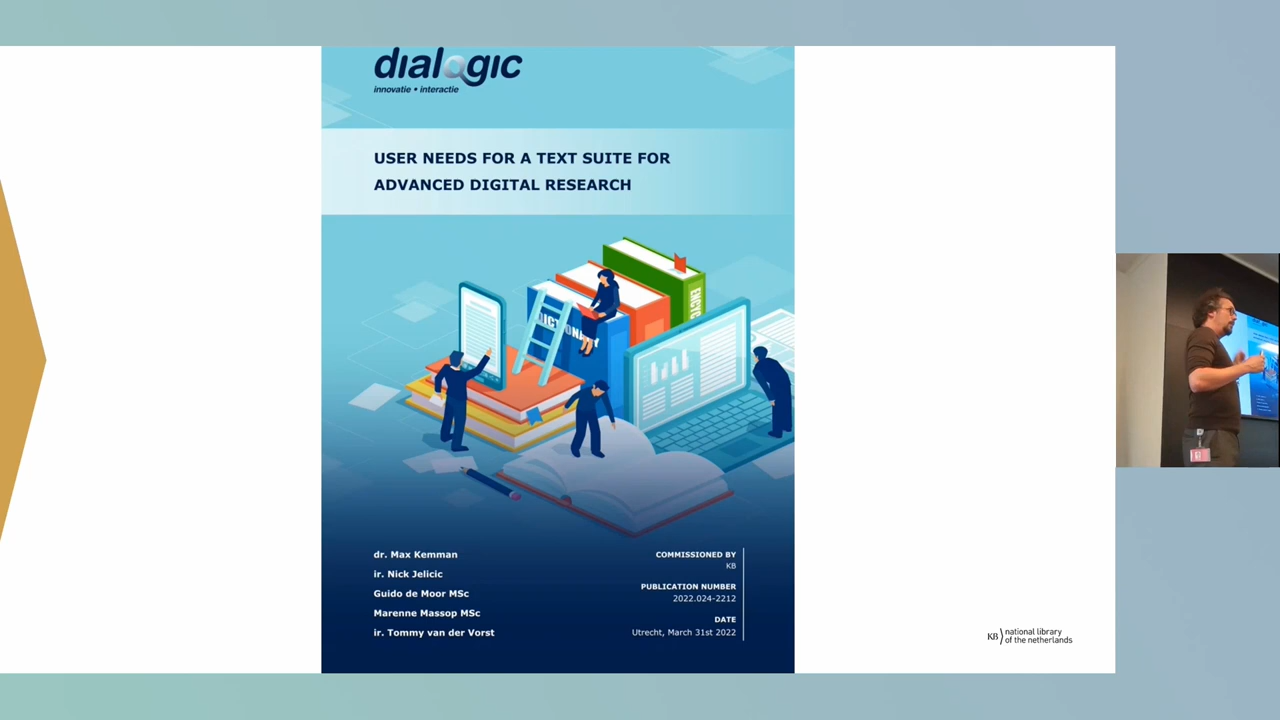 dialogic
innovatie • interactie
USER NEEDS FOR A TEXT SUITE FOR
ADVANCED DIGITAL RESEARCH
DICTIONARY
ENCYC
dr. Max Kemman
ir. Nick Jelicic
Guido de Moor MSc
Marenne Massop MSc
ir. Tommy van der Vorst
COMMISSIONED BY
KB
PUBLICATION NUMBER
2022.024-2212
DATE
Utrecht, March 31st 2022
KB national library
of the netherlands